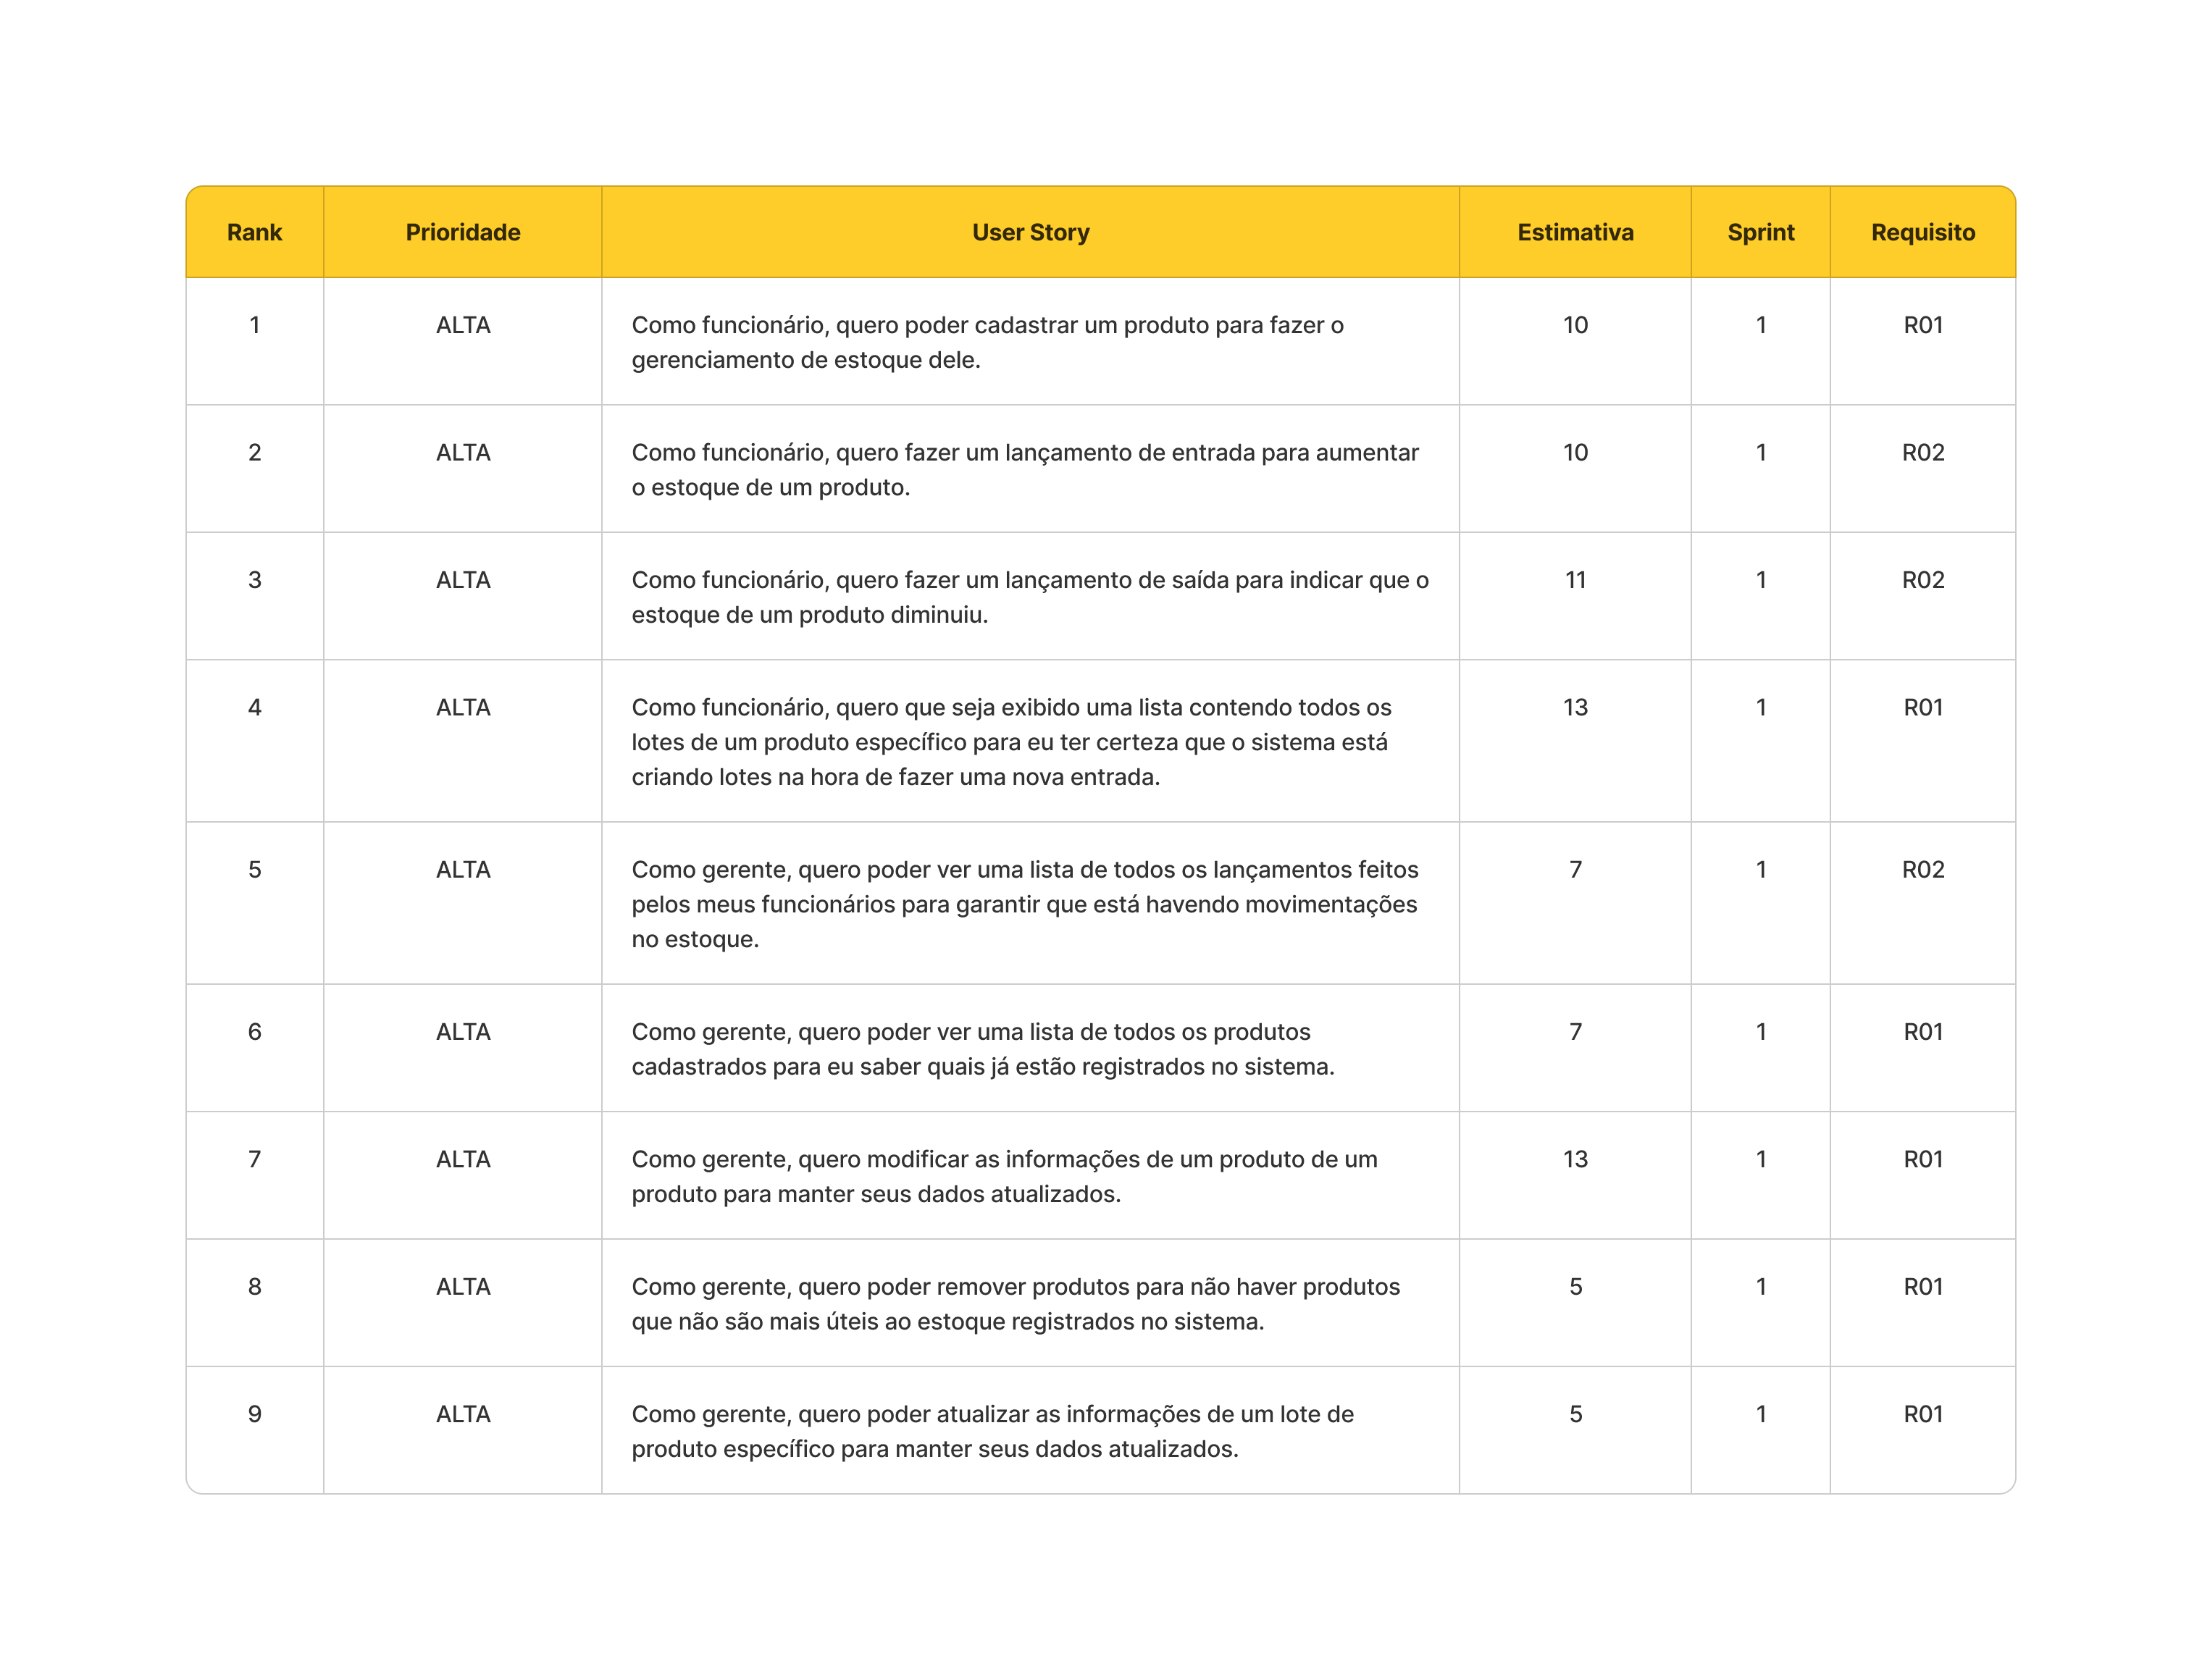 Rank Prioridade User Story Estimativa Sprint Requisito
1 ALTA Como funcionário, quero poder cadastrar um produto para fazer o 10 1 R01
gerenciamento de estoque dele.
2 ALTA Como funcionário, quero fazer um lançamento de entrada para aumentar 10 1 R02
o estoque de um produto.
3 ALTA Como funcionário, quero fazer um lançamento de saída para indicar que o 11 1 R02
estoque de um produto diminuiu.
4 ALTA Como funcionário, quero que seja exibido uma lista contendo todos os 13 1 R01
lotes de um produto específico para eu ter certeza que o sistema está
criando lotes na hora de fazer uma nova entrada.
5 ALTA Como gerente, quero poder ver uma lista de todos os lançamentos feitos 7 1 R02
pelos meus funcionários para garantir que está havendo movimentações
no estoque.
6 ALTA Como gerente, quero poder ver uma lista de todos os produtos 7 1 R01
cadastrados para eu saber quais já estão registrados no sistema.
7 ALTA Como gerente, quero modificar as informações de um produto de um 13 1 R01
produto para manter seus dados atualizados.
8 ALTA Como gerente, quero poder remover produtos para não haver produtos 5 1 R01
que não são mais úteis ao estoque registrados no sistema.
9 ALTA Como gerente, quero poder atualizar as informações de um lote de 5 1 R01
produto específico para manter seus dados atualizados.